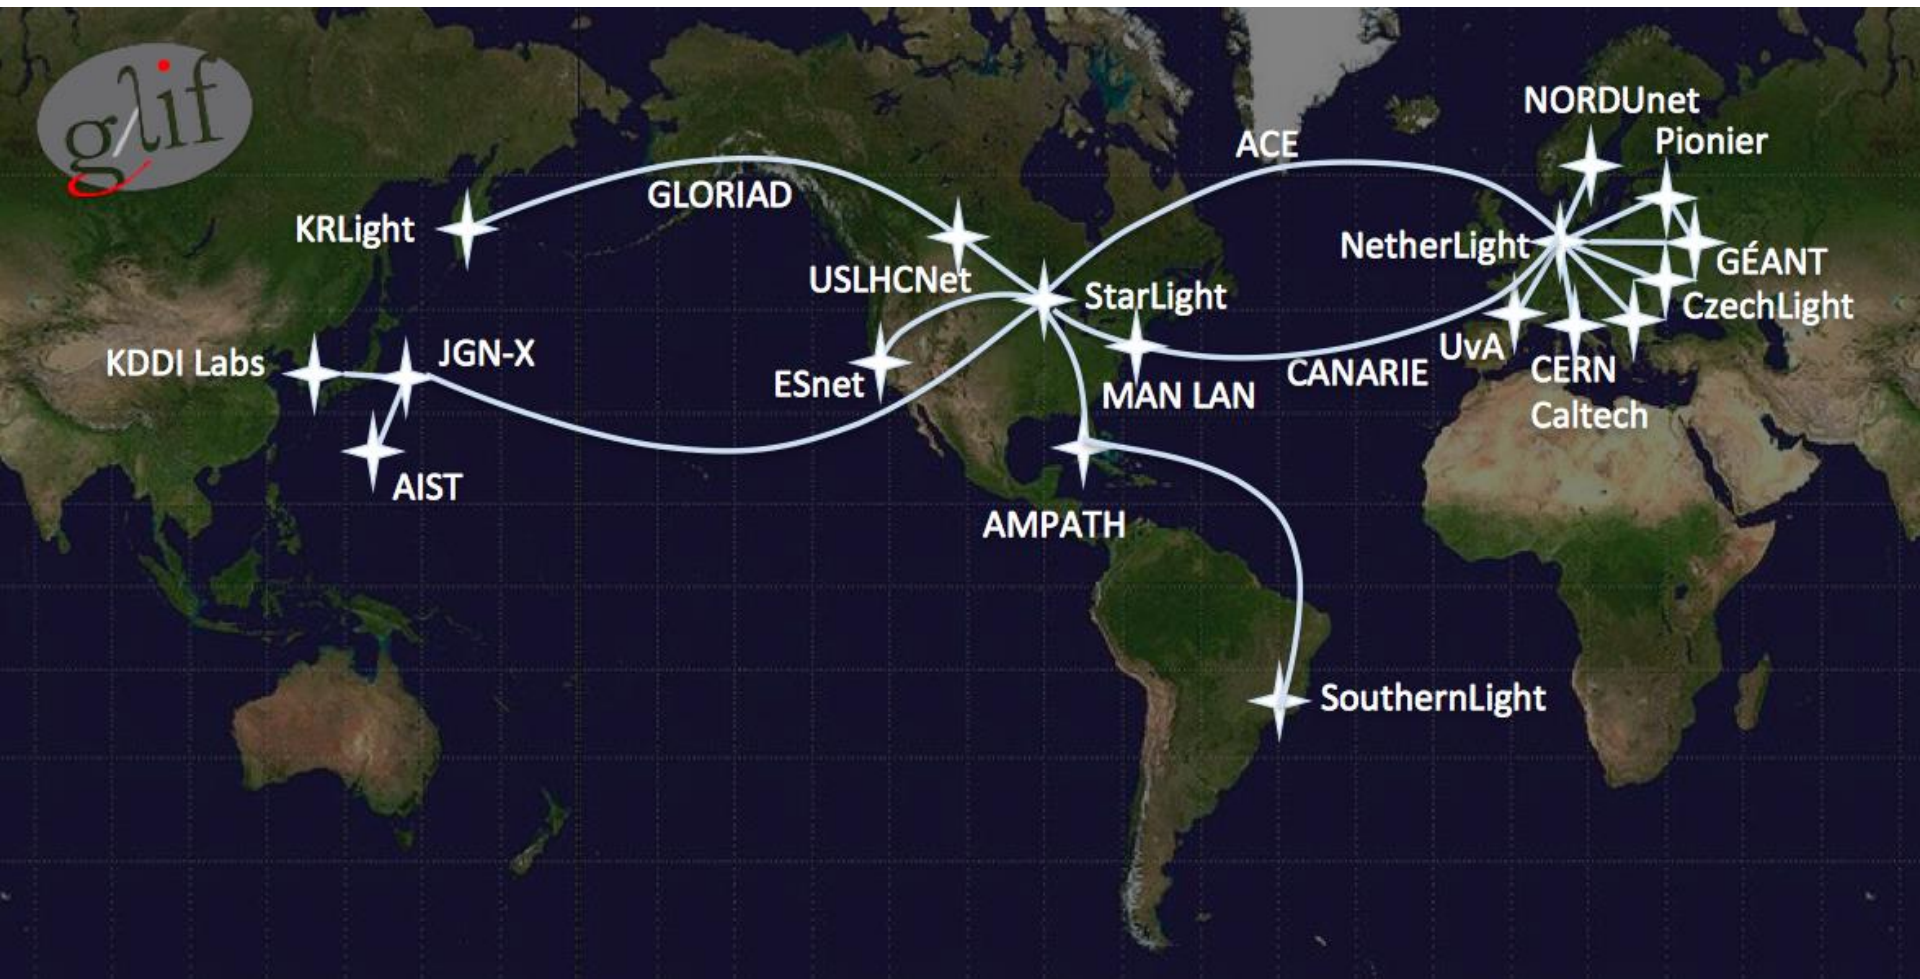 glif
NORDUnet
Pionier
ACE
GLORIAD
KRLight
NetherLight
GÉANT
USLHCNet
StarLight
CzechLight
UvA
JGN-X
KDDI Labs
CANARIE
CERN
Caltech
ESnet
MAN LAN
AIST
AMPATH
SouthernLight